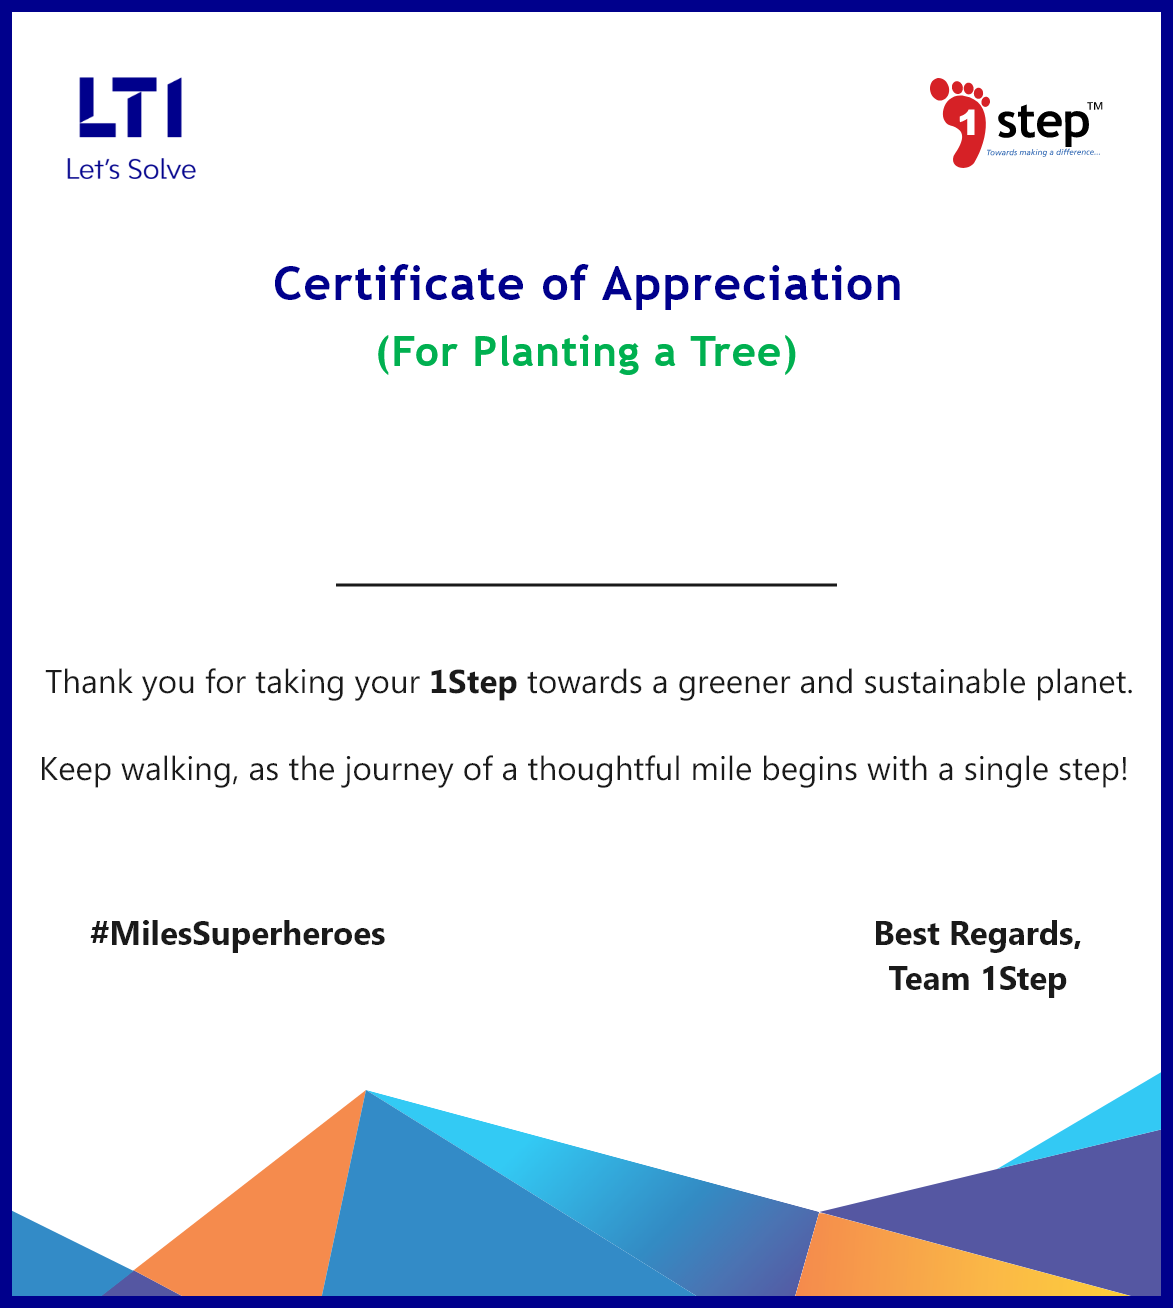 LTI
Let's Solve
1 step™
Towards making a difference...
Certificate of Appreciation
(For Planting a Tree)
Thank you for taking your 1Step towards a greener and sustainable planet.
Keep walking, as the journey of a thoughtful mile begins with a single step!
#MilesSuperheroes
Best Regards,
Team 1Step